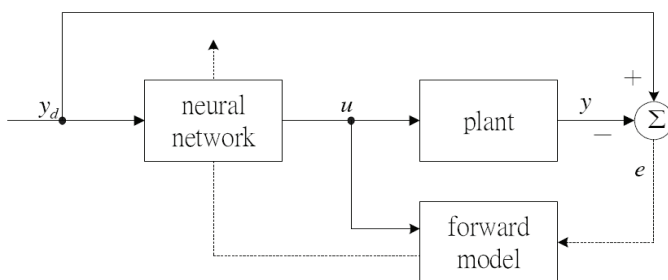 +
y_d
neural
network
u
plant
y
−
Σ
e
forward
model